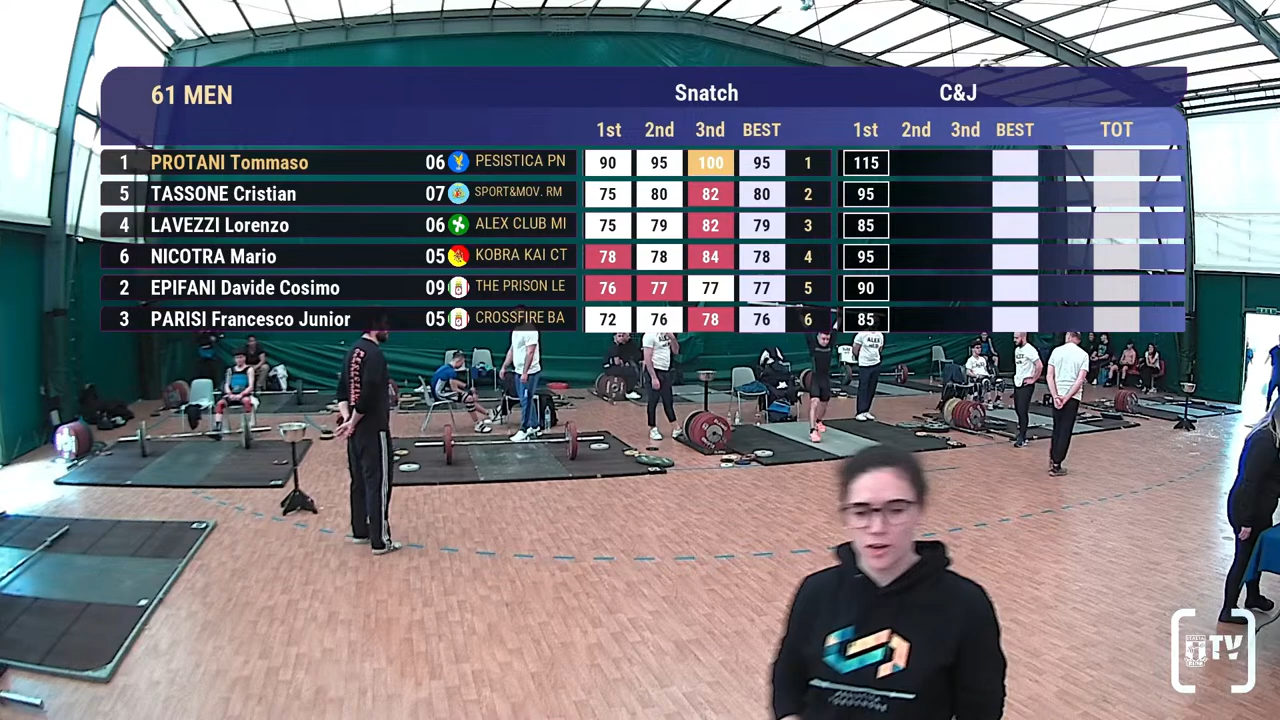 61 MEN Snatch C&J
1st 2nd 3nd BEST 1st 2nd 3nd BEST TOT
1 PROTANI Tommaso 06 PESISTICA PN 90 95 100 95 1 115
5 TASSONE Cristian 07 SPORT&MOV. RM 75 80 82 80 2 95
4 LAVEZZI Lorenzo 06 ALEX CLUB MI 75 79 82 79 3 85
6 NICOTRA Mario 05 KOBRA KAI CT 78 78 84 78 4 95
2 EPIFANI Davide Cosimo 09 THE PRISON LE 76 77 77 77 5 90
3 PARISI Francesco Junior 05 CROSSFIRE BA 72 76 78 76 6 85
TV